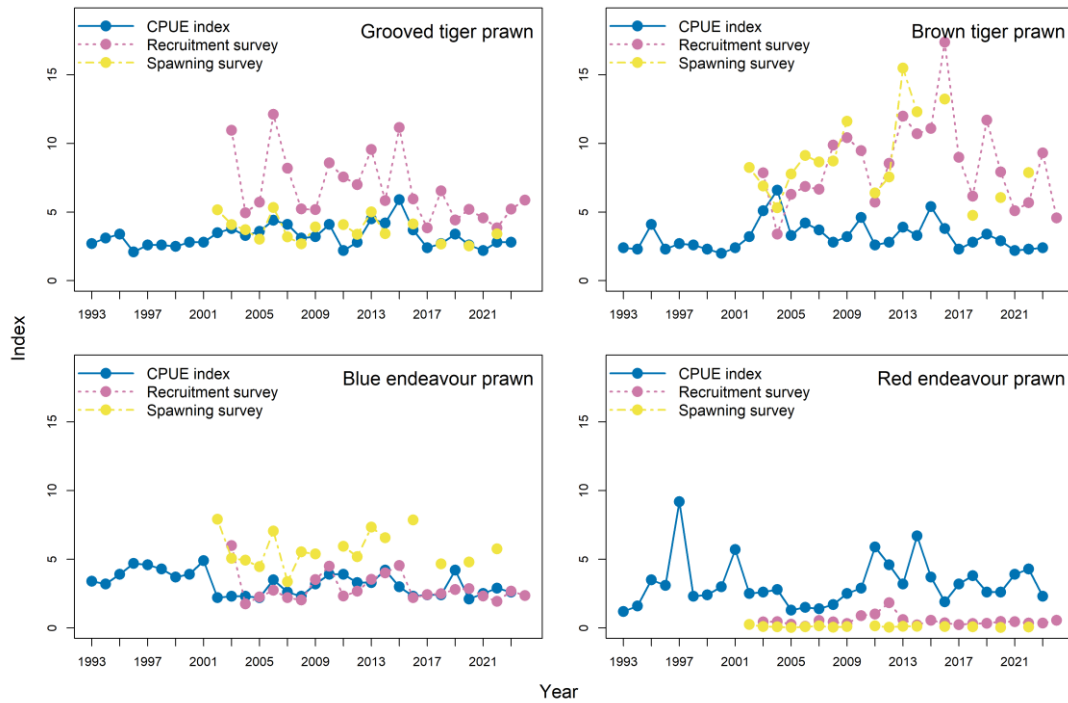 CPUE index
Recruitment survey
Spawning survey
Grooved tiger prawn
15
10
5
0
1993 1997 2001 2005 2009 2013 2017 2021
CPUE index
Recruitment survey
Spawning survey
Brown tiger prawn
15
10
5
0
1993 1997 2001 2005 2009 2013 2017 2021
Index
CPUE index
Recruitment survey
Spawning survey
Blue endeavour prawn
15
10
5
0
1993 1997 2001 2005 2009 2013 2017 2021
CPUE index
Recruitment survey
Spawning survey
Red endeavour prawn
15
10
5
0
1993 1997 2001 2005 2009 2013 2017 2021
Year